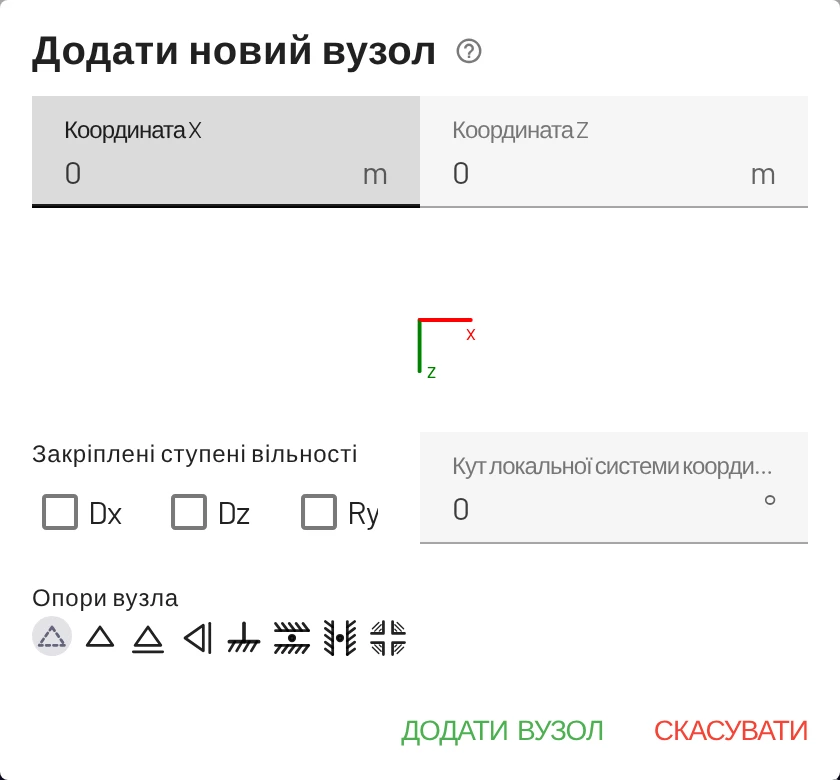 Додати новий вузол
Координата X
Координата Z
0 m
0 m
x
z
Закріплені ступені вільності
Кут локальної системи коорди...
0 °
Dx Dz Ry
Опори вузла
ДОДАТИ ВУЗОЛ СКАСУВАТИ